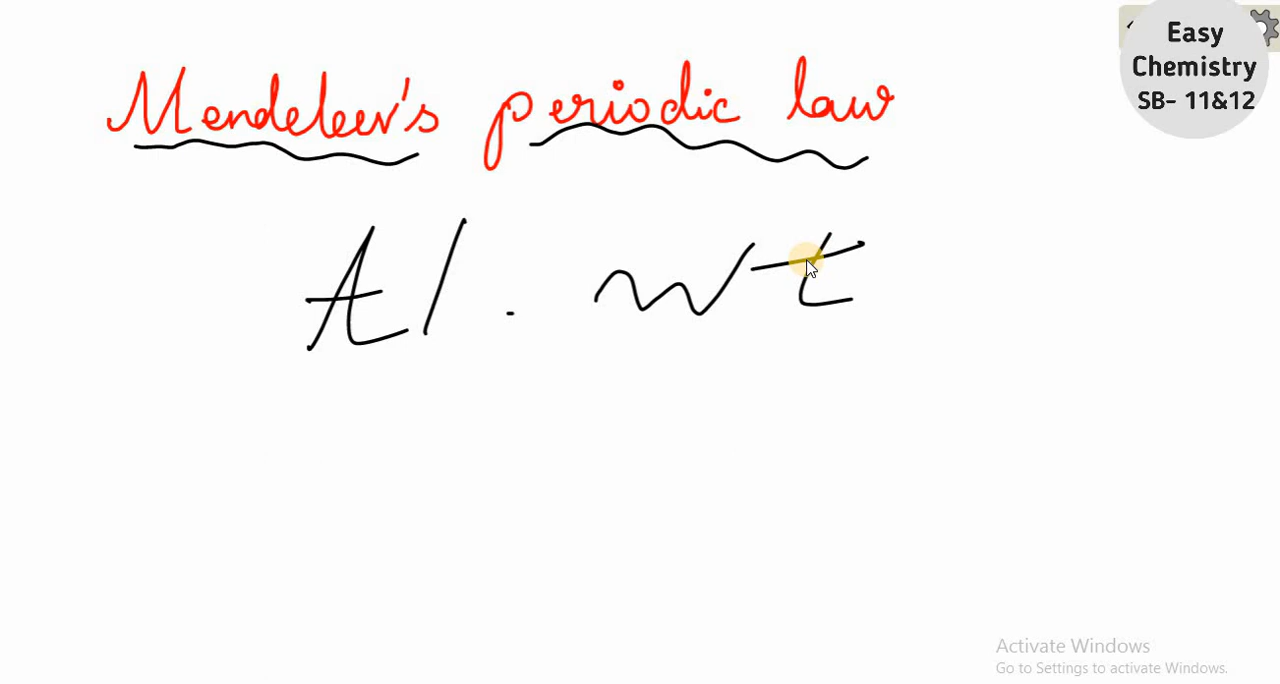 Easy
Chemistry
SB- 11&12
Mendeleev's periodic law
At. Wt
Activate Windows
Go to Settings to activate Windows.